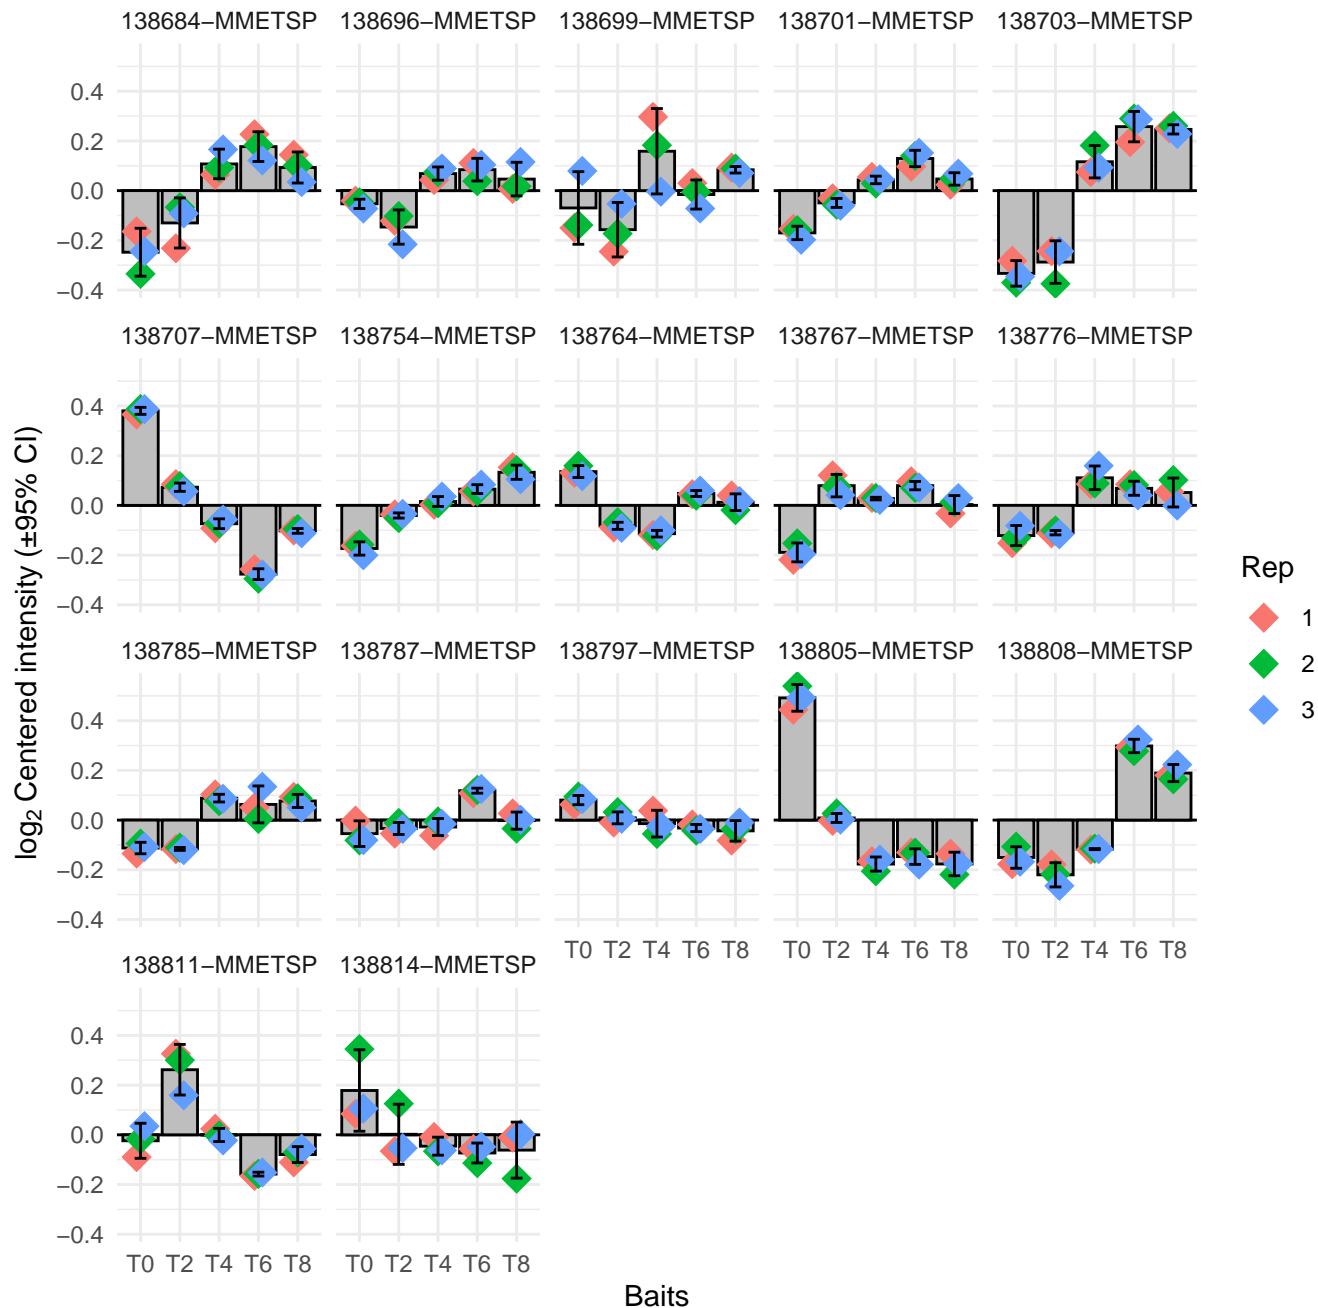 138684−MMETSP 138696−MMETSP 138699−MMETSP 138701−MMETSP 138703−MMETSP
0.4
0.2
0.0
−0.2
−0.4
138707−MMETSP 138754−MMETSP 138764−MMETSP 138767−MMETSP 138776−MMETSP
0.4
0.2
0.0
−0.2
−0.4
138785−MMETSP 138787−MMETSP 138797−MMETSP 138805−MMETSP 138808−MMETSP
0.4
0.2
0.0
−0.2
−0.4
T0 T2 T4 T6 T8 T0 T2 T4 T6 T8 T0 T2 T4 T6 T8
138811−MMETSP 138814−MMETSP
0.4
0.2
0.0
−0.2
−0.4
T0 T2 T4 T6 T8 T0 T2 T4 T6 T8
Baits
log₂ Centered intensity (±95% CI)
Rep
1
2
3